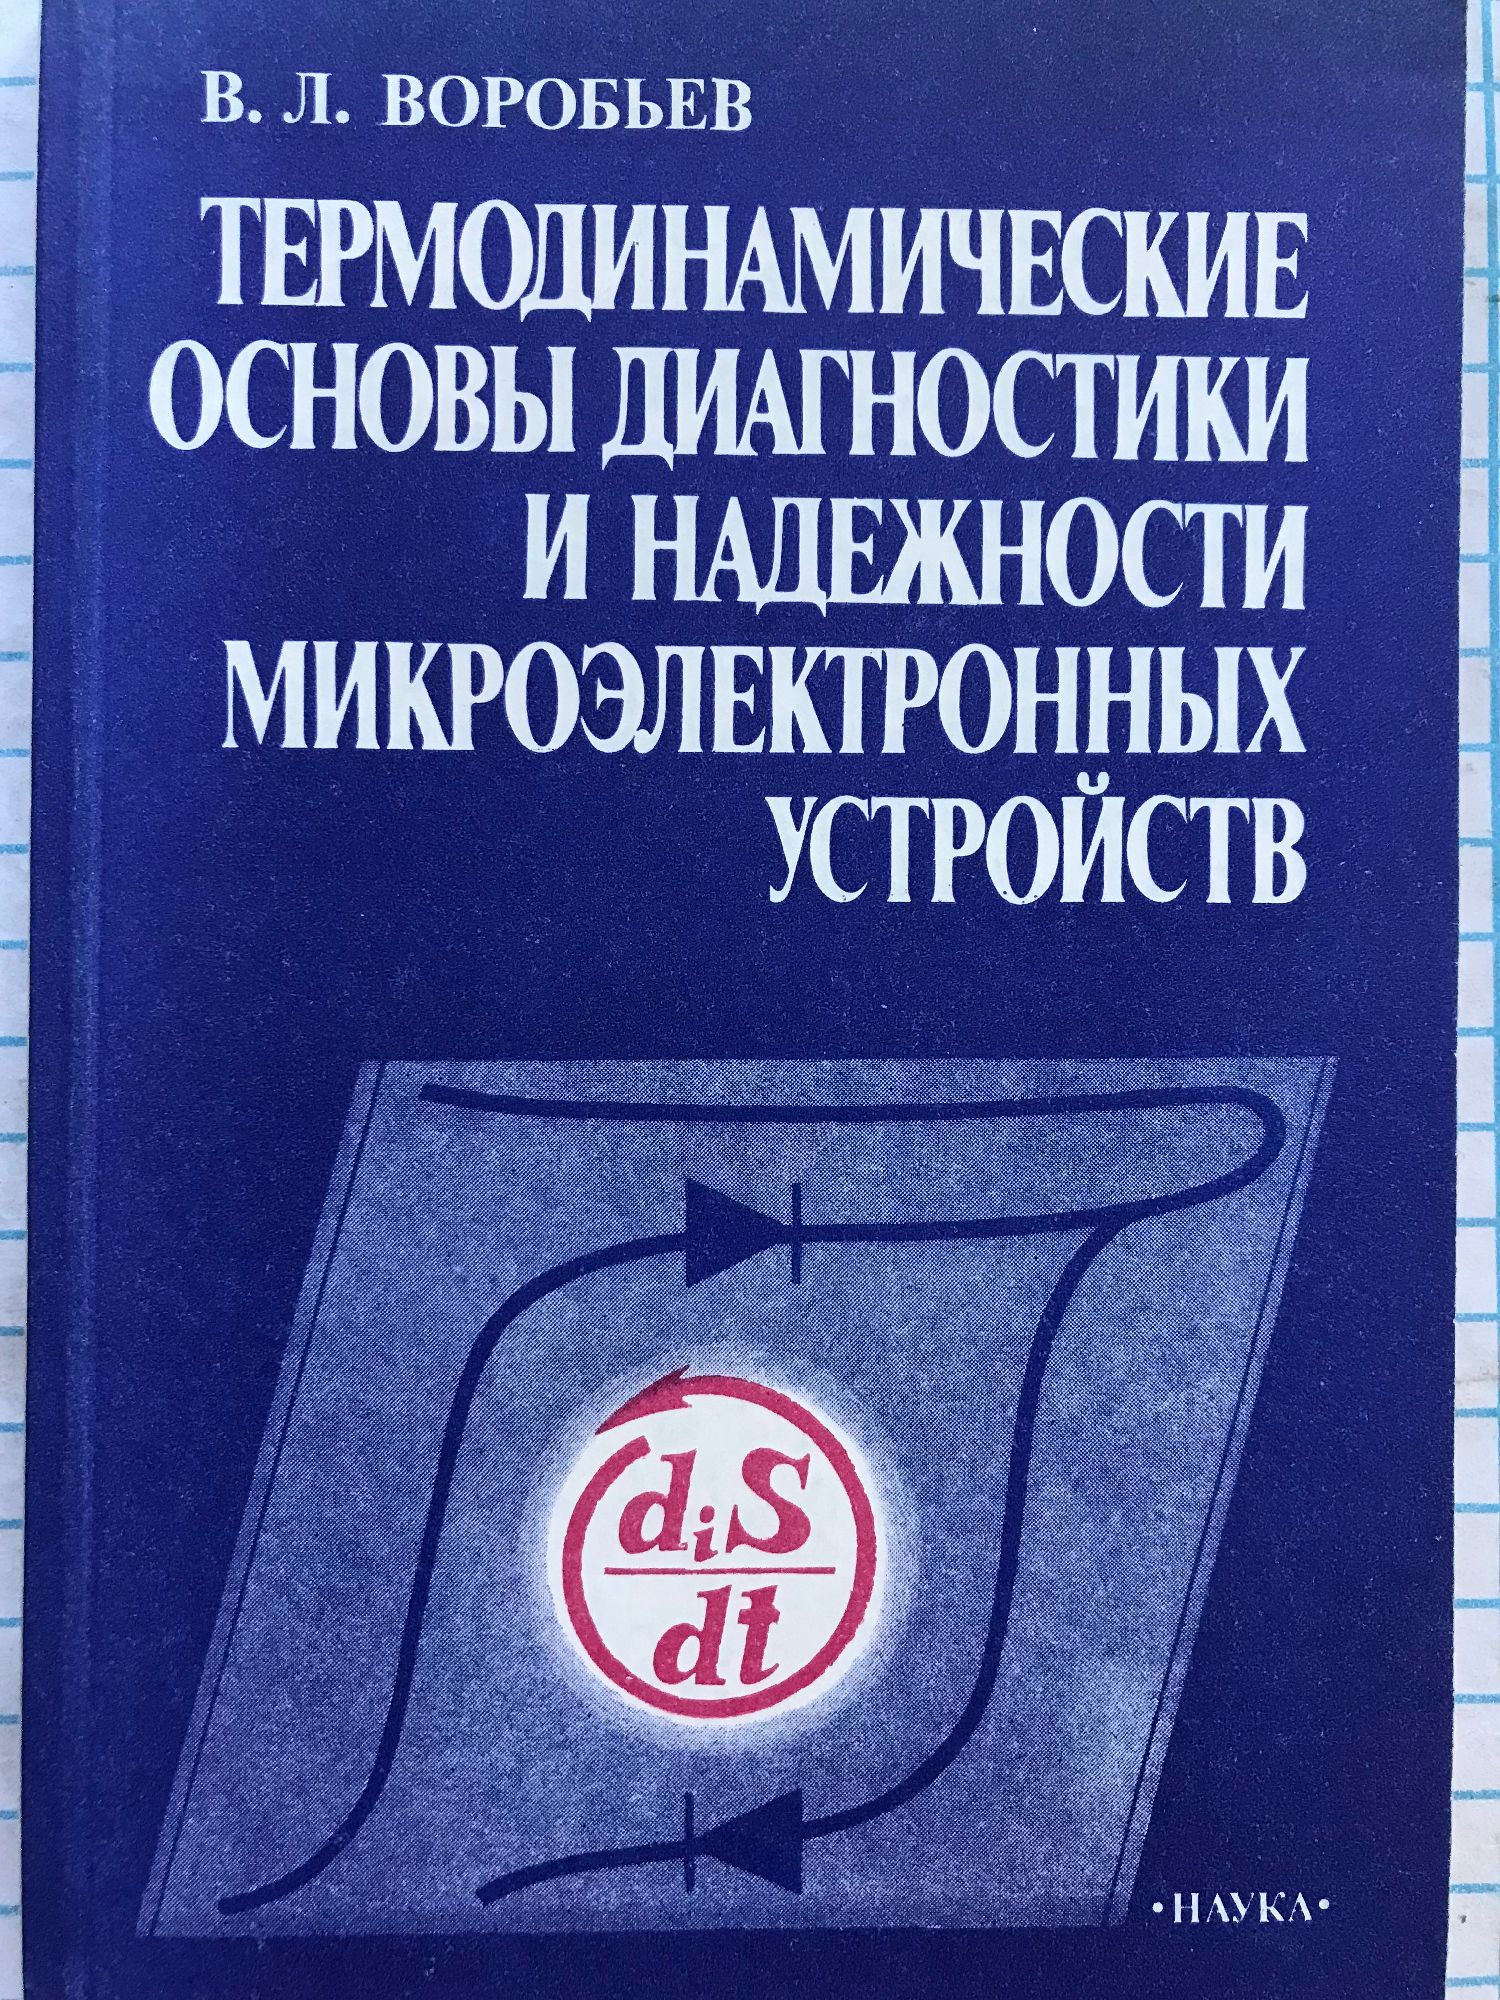 В. Л. ВОРОБЬЕВ
ТЕРМОДИНАМИЧЕСКИЕ
ОСНОВЫ ДИАГНОСТИКИ
И НАДЕЖНОСТИ
МИКРОЭЛЕКТРОННЫХ
УСТРОЙСТВ
diS
dt
•НАУКА•